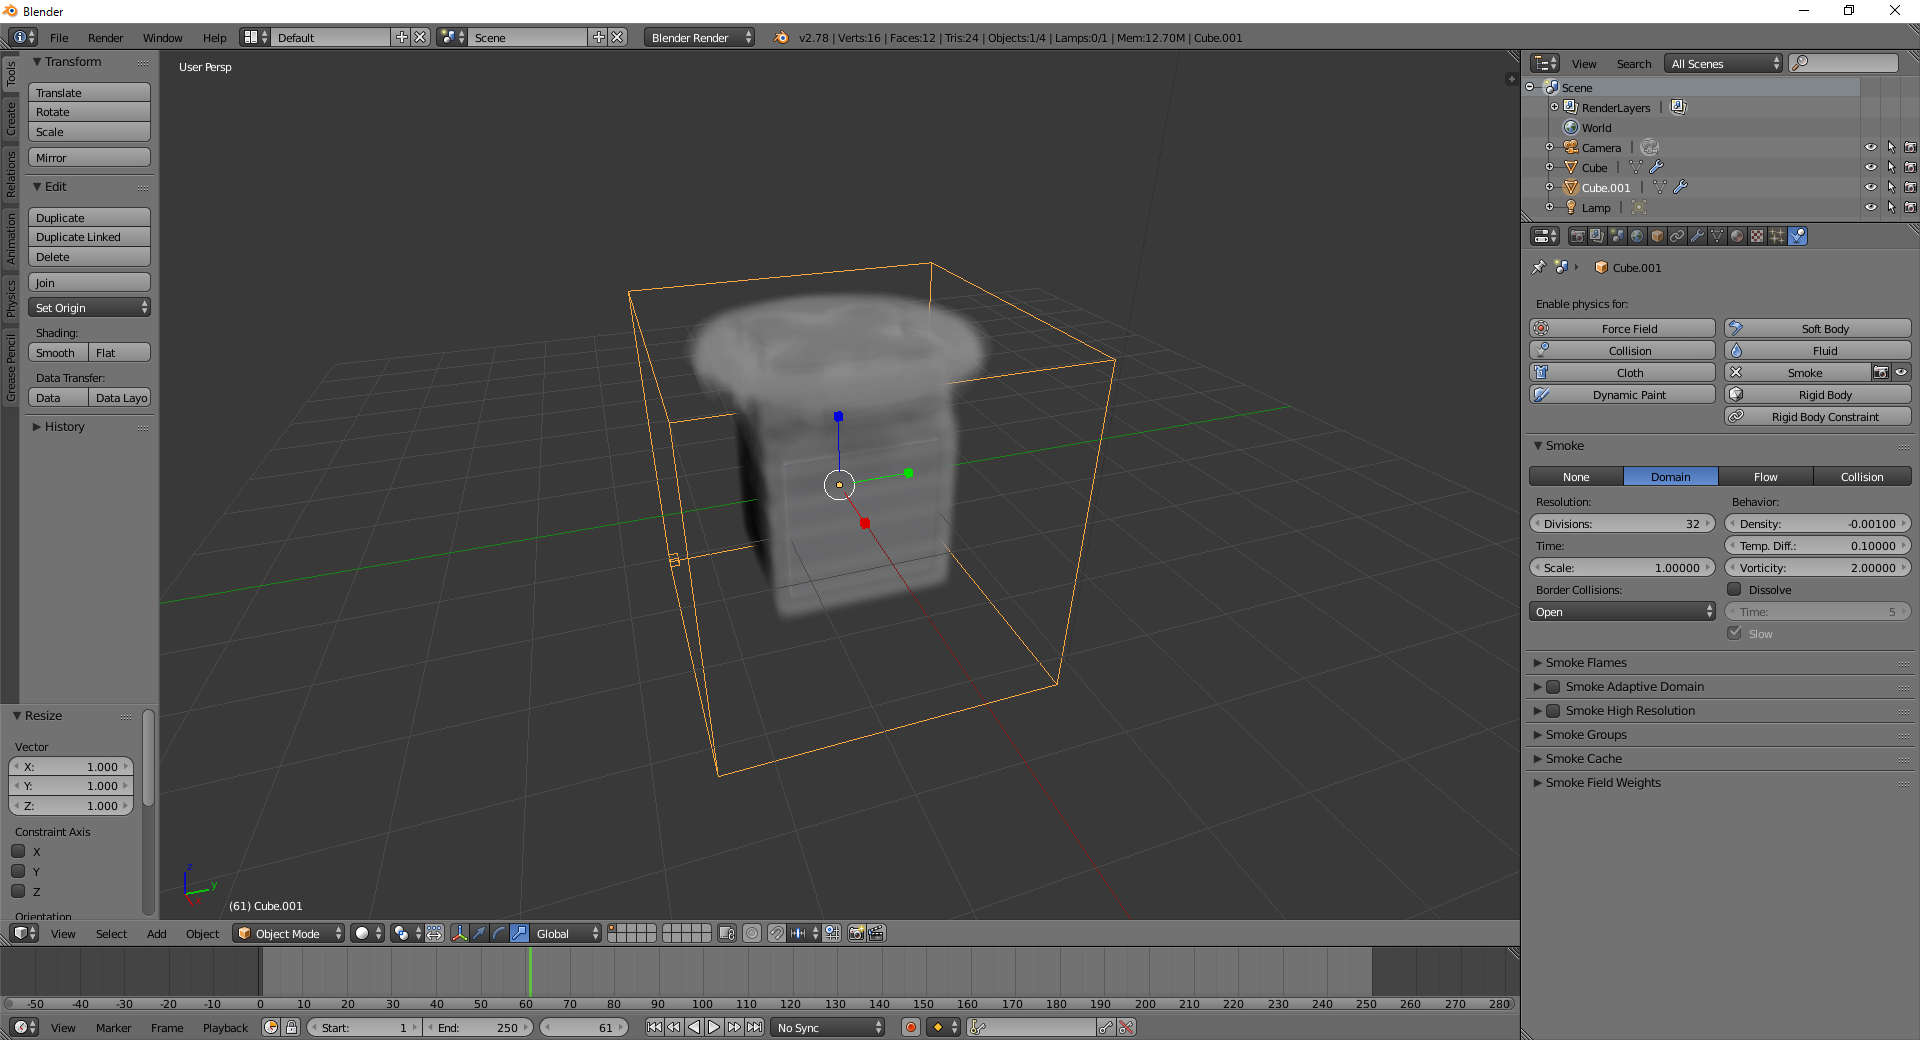 Blender
File Render Window Help Default Scene Blender Render v2.78 | Verts:16 | Faces:12 | Tris:24 | Objects:1/4 | Lamps:0/1 | Mem:12.70M | Cube.001
Tools
Create
Relations
Animation
Physics
Grease Pencil
Transform
Translate
Rotate
Scale
Mirror
Edit
Duplicate
Duplicate Linked
Delete
Join
Set Origin
Shading:
Smooth Flat
Data Transfer:
Data Data Layo
History
Resize
Vector
X: 1.000
Y: 1.000
Z: 1.000
Constraint Axis
X
Y
Z
Orientation
User Persp
z
y
(61) Cube.001
View Select Add Object Object Mode Global
-50 -40 -30 -20 -10 0 10 20 30 40 50 60 70 80 90 100 110 120 130 140 150 160 170 180 190 200 210 220 230 240 250 260 270 280
View Marker Frame Playback Start: 1 End: 250 61 No Sync
View Search All Scenes
Scene
RenderLayers |
World
Camera |
Cube |
Cube.001 |
Lamp |
Cube.001
Enable physics for:
Force Field Soft Body
Collision Fluid
Cloth Smoke
Dynamic Paint Rigid Body
Rigid Body Constraint
Smoke
None Domain Flow Collision
Resolution: Behavior:
Divisions: 32 Density: -0.00100
Time: Temp. Diff.: 0.10000
Scale: 1.00000 Vorticity: 2.00000
Border Collisions: Dissolve
Open Time: 5
Slow
Smoke Flames
Smoke Adaptive Domain
Smoke High Resolution
Smoke Groups
Smoke Cache
Smoke Field Weights